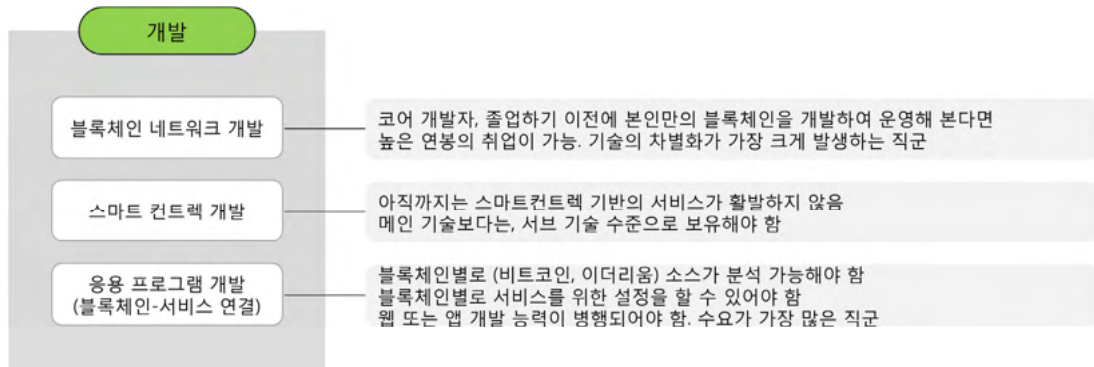 개발
블록체인 네트워크 개발
코어 개발자, 졸업하기 이전에 본인만의 블록체인을 개발하여 운영해 본다면
높은 연봉의 취업이 가능. 기술의 차별화가 가장 크게 발생하는 직군
스마트 컨트렉 개발
아직까지는 스마트컨트렉 기반의 서비스가 활발하지 않음
메인 기술보다는, 서브 기술 수준으로 보유해야 함
응용 프로그램 개발
(블록체인-서비스 연결)
블록체인별로 (비트코인, 이더리움) 소스가 분석 가능해야 함
블록체인별로 서비스를 위한 설정을 할 수 있어야 함
웹 또는 앱 개발 능력이 병행되어야 함. 수요가 가장 많은 직군